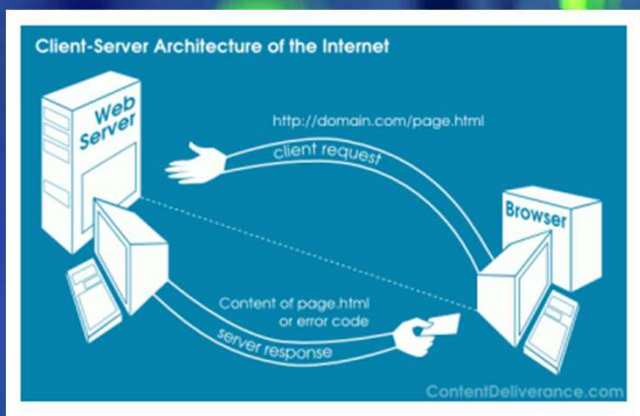 Client-Server Architecture of the Internet
Web
Server
http://domain.com/page.html
client request
Browser
Content of page.html
or error code
server response
ContentDeliverance.com